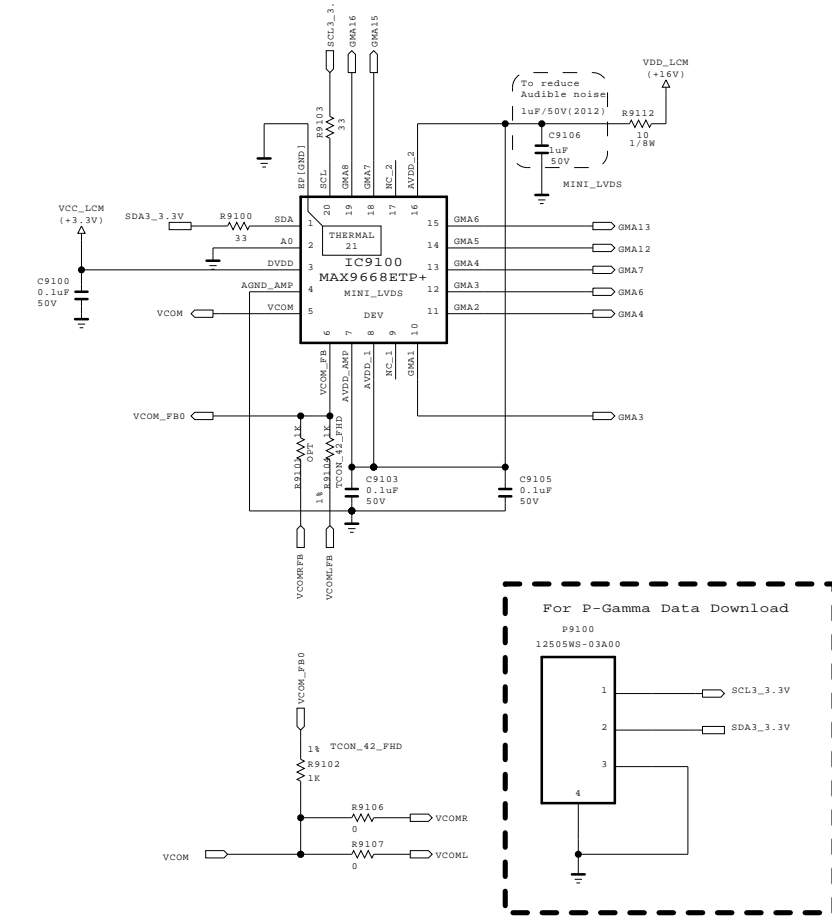 SCL3_3.
GMA16
GMA15
VDD_LCM
(+16V)
To reduce
Audible noise
1uF/50V(2012)
R9112
10
1/8W
C9106
1uF
50V
MINI_LVDS
R9103
33
EP[GND]
SCL
GMA8
GMA7
NC_2
AVDD_2
20
19
18
17
16
VCC_LCM
(+3.3V)
SDA3_3.3V
R9100
33
SDA
A0
DVDD
AGND_AMP
VCOM
1
2
3
4
5
THERMAL
21
IC9100
MAX9668ETP+
MINI_LVDS
DEV
15
14
13
12
11
GMA6
GMA5
GMA4
GMA3
GMA2
GMA13
GMA12
GMA7
GMA6
GMA4
C9100
0.1uF
50V
VCOM
6
7
8
9
10
VCOM_FB
AVDD_AMP
AVDD_1
NC_1
GMA1
GMA3
VCOM_FB0
1K
OPT
1K
R9104
TCON_42_FHD
1%
C9103
0.1uF
50V
C9105
0.1uF
50V
VCOMRFB
VCOMLFB
For P-Gamma Data Download
P9100
12505WS-03A00
1
2
3
4
SCL3_3.3V
SDA3_3.3V
VCOM_FB0
1% TCON_42_FHD
R9102
1K
R9106
0
VCOMR
R9107
0
VCOML
VCOM